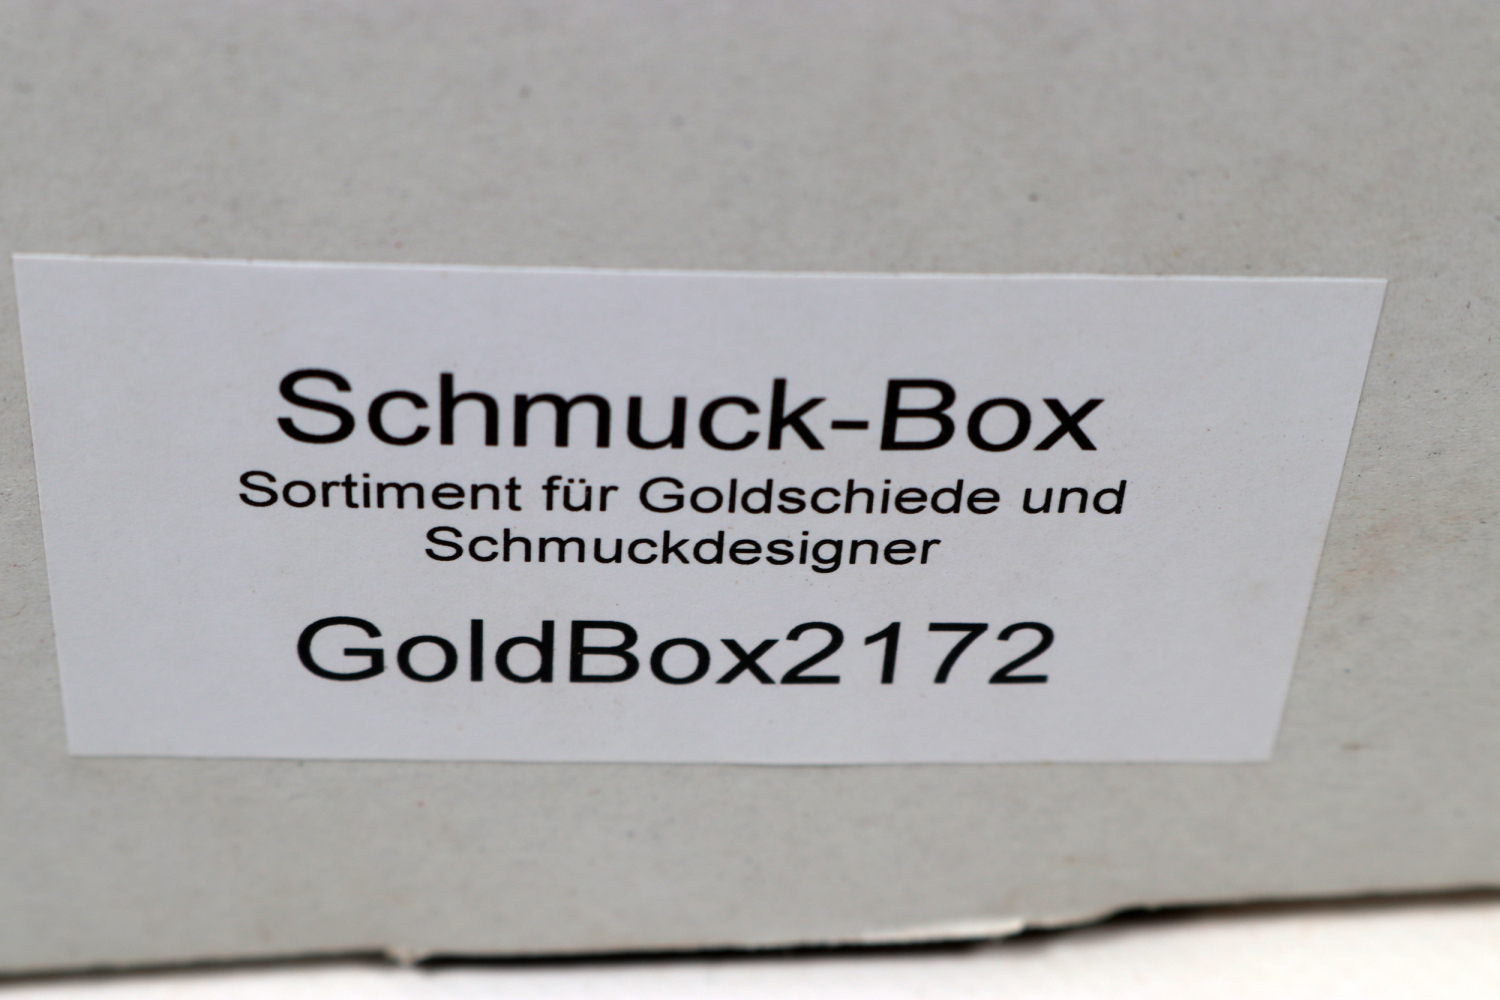 Schmuck-Box
Sortiment für Goldschiede und
Schmuckdesigner
GoldBox2172